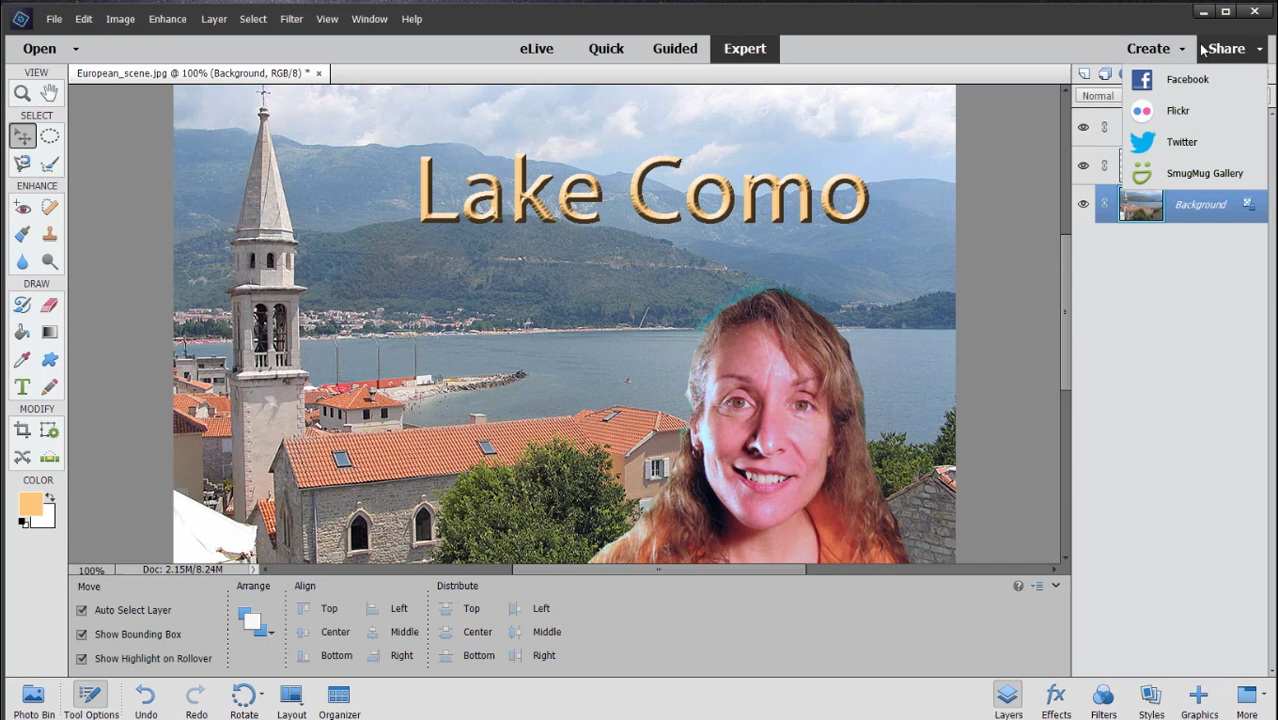 File Edit Image Enhance Layer Select Filter View Window Help
Open eLive Quick Guided Expert Create Share
VIEW
European_scene.jpg @ 100% (Background, RGB/8) * ×
Facebook
Normal
Flickr
SELECT
Twitter
SmugMug Gallery
ENHANCE
Lake Como
Background
DRAW
T
MODIFY
COLOR
100% Doc: 2.15M/8.24M
Move Arrange Align Distribute
Auto Select Layer Top Left Top Left
Show Bounding Box Center Middle Center Middle
Show Highlight on Rollover Bottom Right Bottom Right
Photo Bin Tool Options Undo Redo Rotate Layout Organizer Layers Effects Filters Styles Graphics More